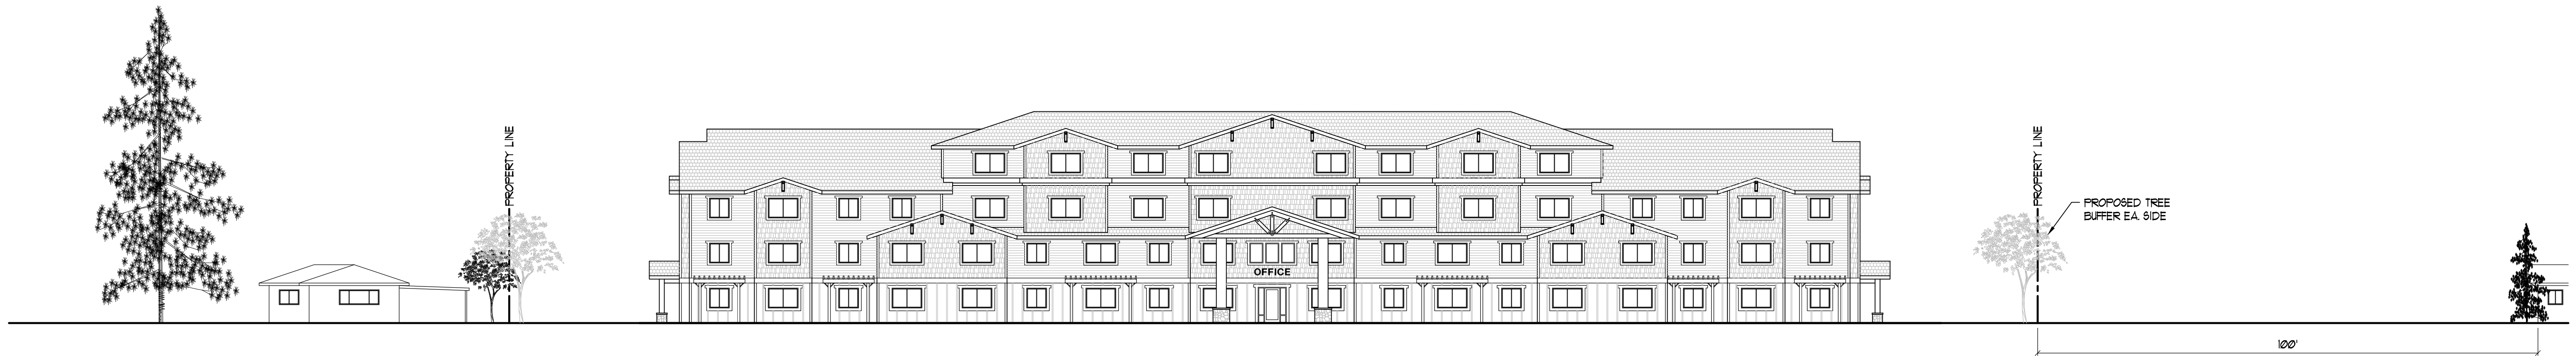 PROPERTY LINE
OFFICE
PROPERTY LINE
PROPOSED TREE
BUFFER EA. SIDE
100'